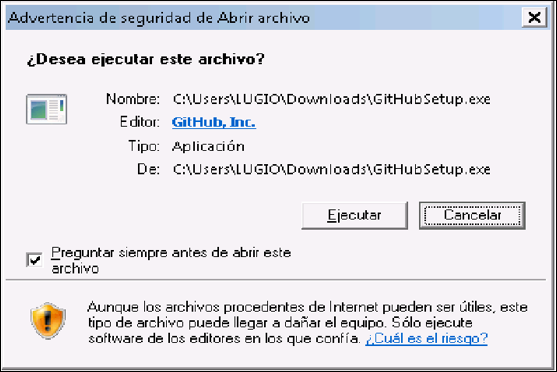 Advertencia de seguridad de Abrir archivo
¿Desea ejecutar este archivo?
Nombre: C:\Users\LUGIO\Downloads\GitHubSetup.exe
Editor: GitHub, Inc.
Tipo: Aplicación
De: C:\Users\LUGIO\Downloads\GitHubSetup.exe
Ejecutar Cancelar
Preguntar siempre antes de abrir este
archivo
Aunque los archivos procedentes de Internet pueden ser útiles, este
tipo de archivo puede llegar a dañar el equipo. Sólo ejecute
software de los editores en los que confía. ¿Cuál es el riesgo?